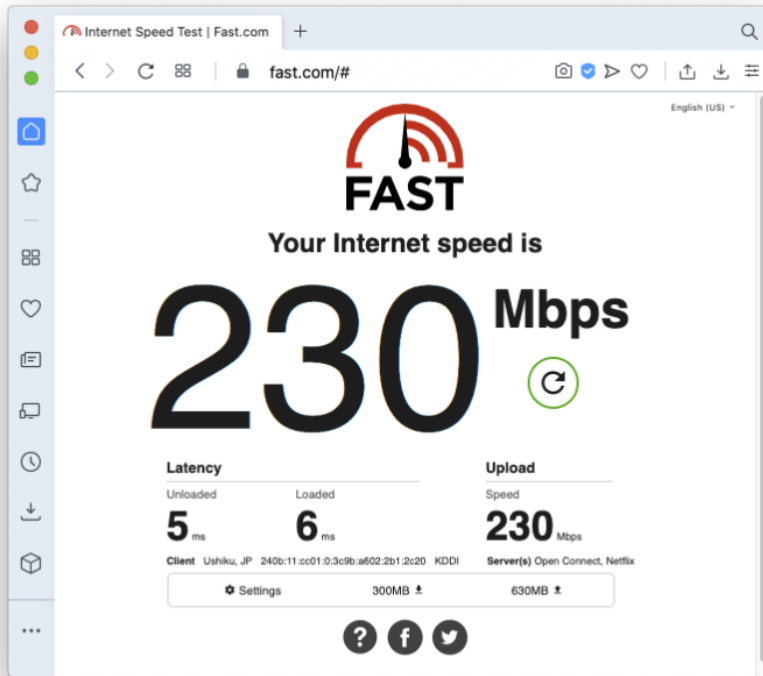 Internet Speed Test | Fast.com
fast.com/#
English (US)
FAST
Your Internet speed is
230 Mbps
Latency
Upload
Unloaded Loaded Speed
5 ms 6 ms 230 Mbps
Client Ushiku, JP 240b:11:cc01:0:3c9b:a602:2b1:2c20 KDDI Server(s) Open Connect, Netflix
Settings 300MB 630MB